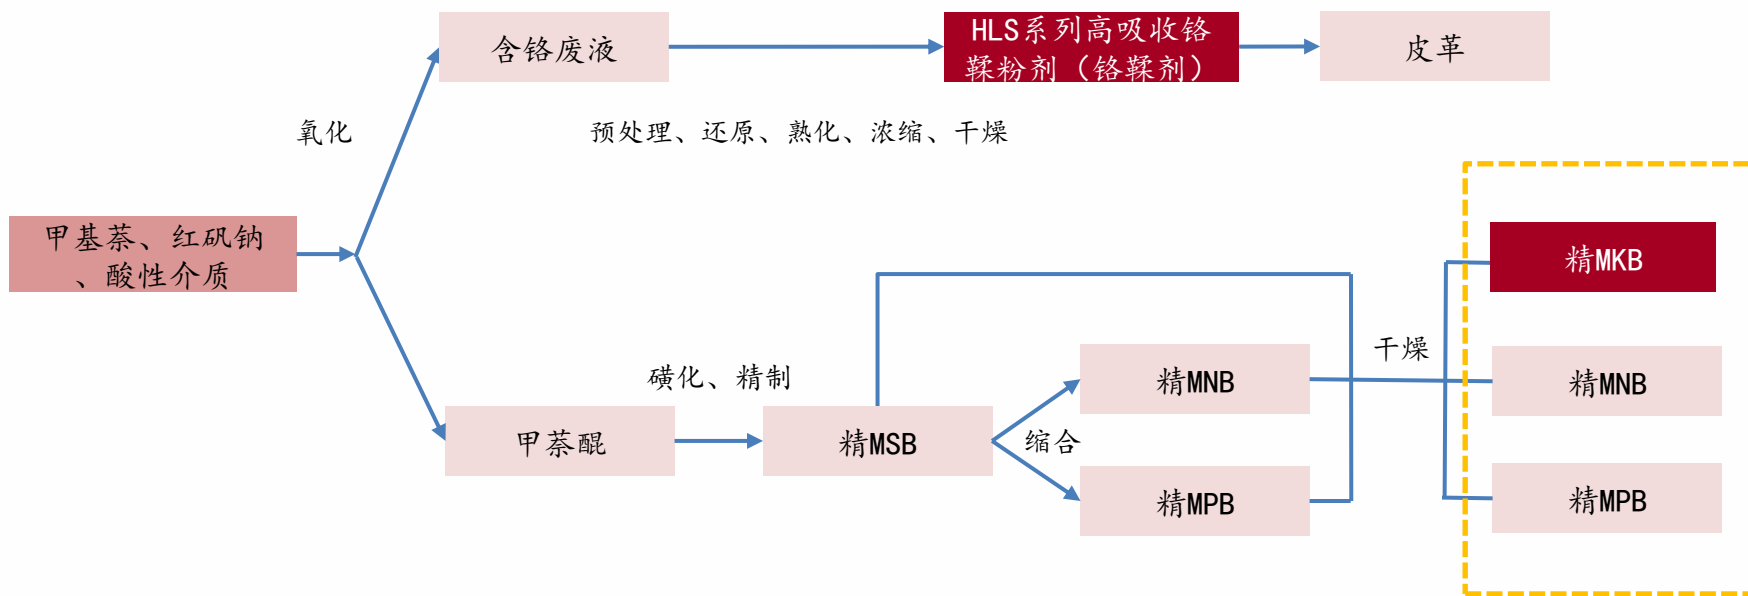 含铬废液
HLS系列高吸收铬
鞣粉剂（铬鞣剂）
皮革
氧化
预处理、还原、熟化、浓缩、干燥
甲基萘、红矾钠
、酸性介质
精MKB
干燥
磺化、精制
精MNB
精MNB
甲萘醌
精MSB
缩合
精MPB
精MPB